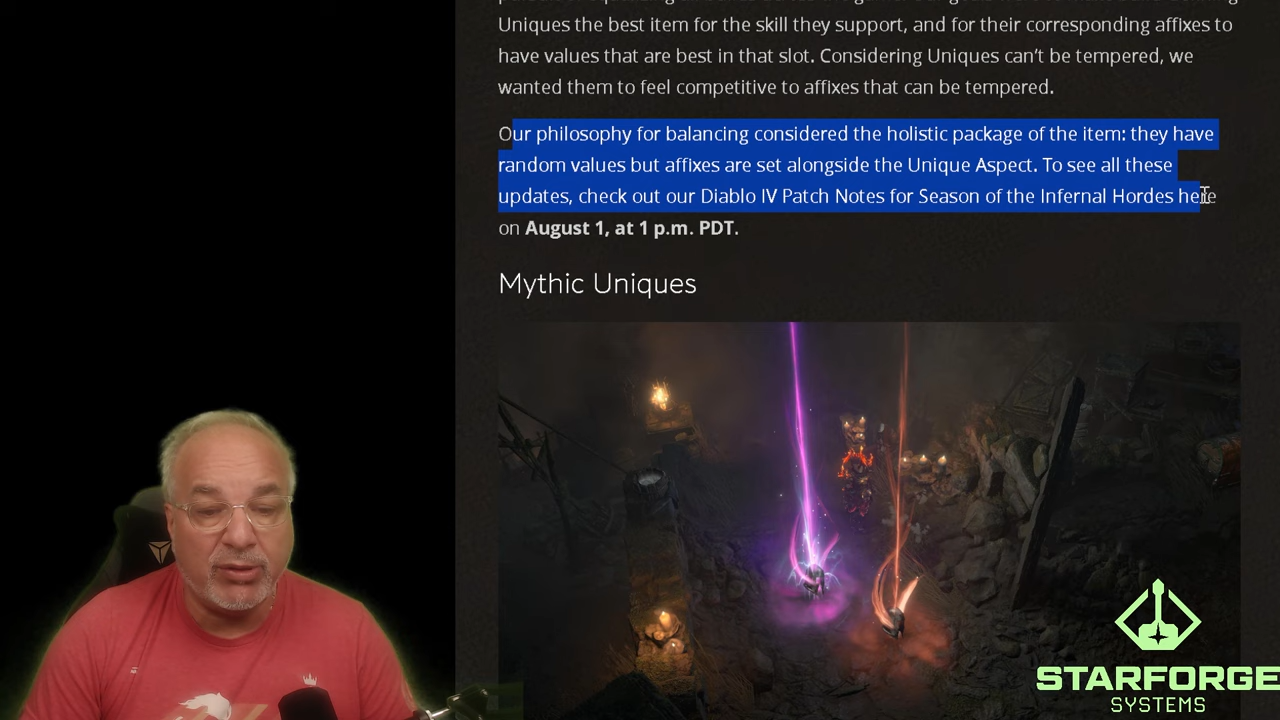 Uniques the best item for the skill they support, and for their corresponding affixes to
have values that are best in that slot. Considering Uniques can't be tempered, we
wanted them to feel competitive to affixes that can be tempered.
Our philosophy for balancing considered the holistic package of the item: they have
random values but affixes are set alongside the Unique Aspect. To see all these
updates, check out our Diablo IV Patch Notes for Season of the Infernal Hordes here
on August 1, at 1 p.m. PDT.
Mythic Uniques
STARFORGE
SYSTEMS